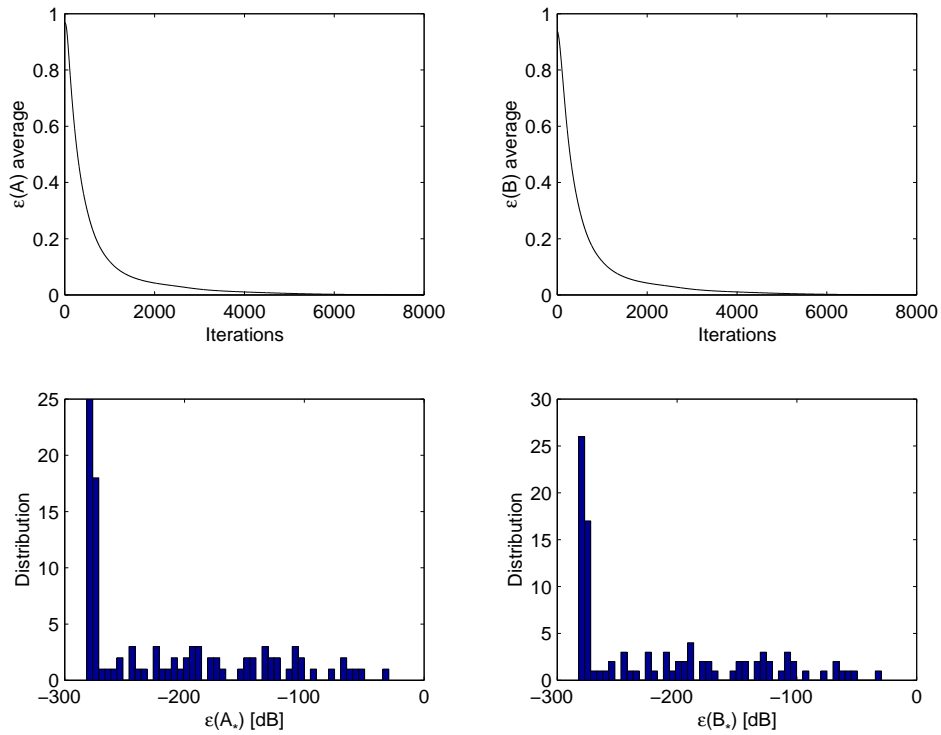 1
0.8
0.6
0.4
0.2
0
ε(A) average
0 2000 4000 6000 8000
Iterations
1
0.8
0.6
0.4
0.2
0
ε(B) average
0 2000 4000 6000 8000
Iterations
25
20
15
10
5
0
Distribution
−300 −200 −100 0
ε(A*) [dB]
30
25
20
15
10
5
0
Distribution
−300 −200 −100 0
ε(B*) [dB]